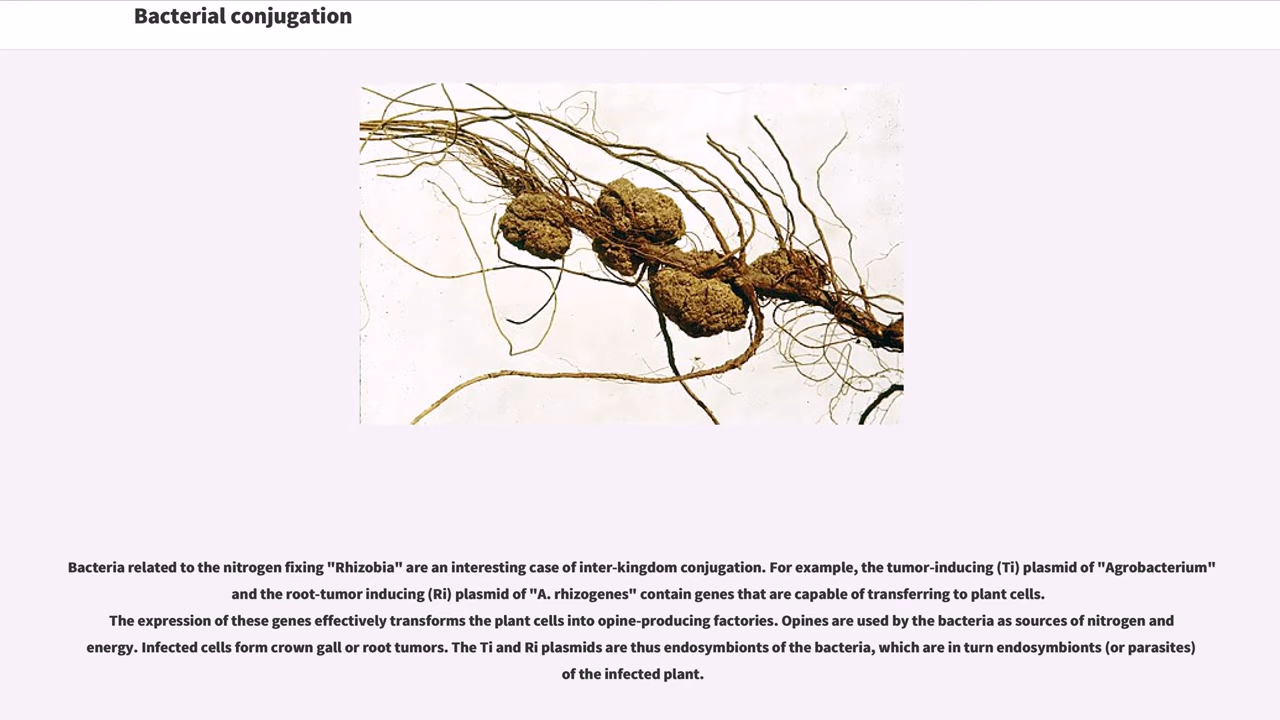 Bacterial conjugation
Bacteria related to the nitrogen fixing "Rhizobia" are an interesting case of inter-kingdom conjugation. For example, the tumor-inducing (Ti) plasmid of "Agrobacterium"
and the root-tumor inducing (Ri) plasmid of "A. rhizogenes" contain genes that are capable of transferring to plant cells.
The expression of these genes effectively transforms the plant cells into opine-producing factories. Opines are used by the bacteria as sources of nitrogen and
energy. Infected cells form crown gall or root tumors. The Ti and Ri plasmids are thus endosymbionts of the bacteria, which are in turn endosymbionts (or parasites)
of the infected plant.